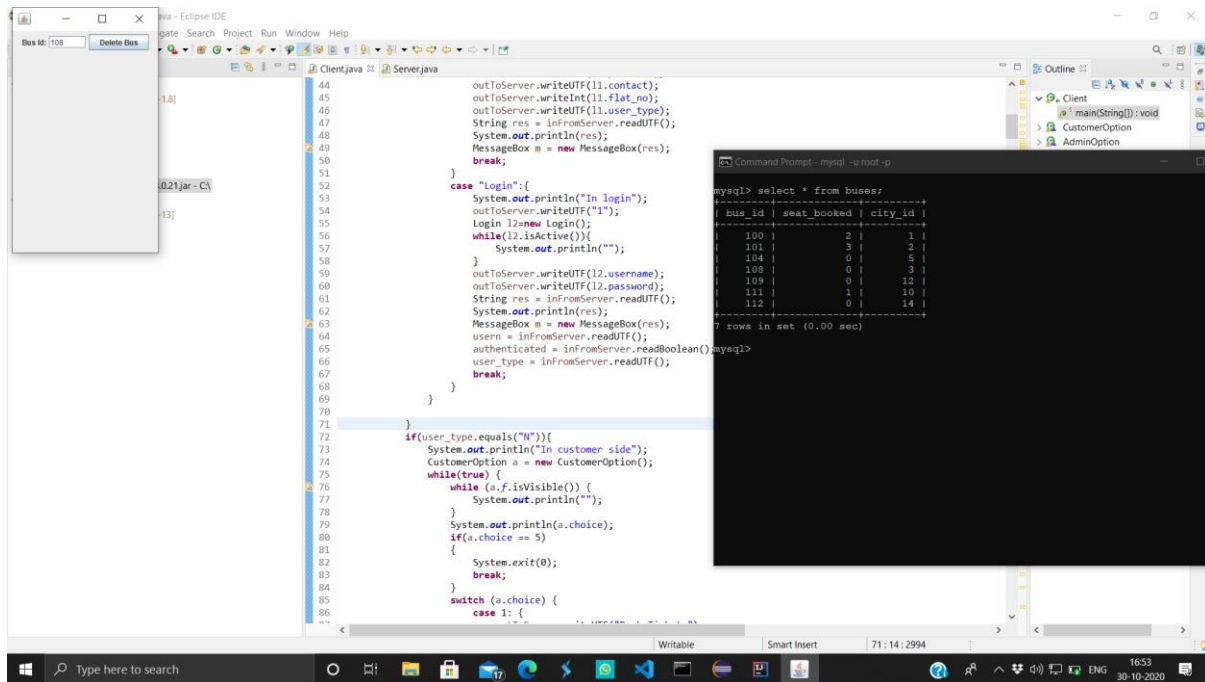 ava - Eclipse IDE
gate Search Project Run Window Help
Bus Id: 108 Delete Bus
Client.java Server.java
Outline
-1.8]
.0.21.jar - C:\
-13]
44
45 outToServer.writeUTF(l1.contact);
outToServer.writeInt(l1.flat_no);
46 outToServer.writeUTF(l1.user_type);
47 String res = inFromServer.readUTF();
48 System.out.println(res);
49 MessageBox m = new MessageBox(res);
50 break;
51 }
52 case "Login":{
53 System.out.println("In login");
54 outToServer.writeUTF("1");
55 Login l2=new Login();
56 while(l2.isActive()){
57 System.out.println("");
58 }
59 outToServer.writeUTF(l2.username);
60 outToServer.writeUTF(l2.password);
61 String res = inFromServer.readUTF();
62 System.out.println(res);
63 MessageBox m = new MessageBox(res);
64 usern = inFromServer.readUTF();
65 authenticated = inFromServer.readBoolean();
66 user_type = inFromServer.readUTF();
67 break;
68 }
69 }
70
71 }
72 if(user_type.equals("N")){
73 System.out.println("In customer side");
74 CustomerOption a = new CustomerOption();
75 while(true) {
76 while (a.f.isVisible()) {
77 System.out.println("");
78 }
79 System.out.println(a.choice);
80 if(a.choice == 5)
81 {
82 System.exit(0);
83 break;
84 }
85 switch (a.choice) {
86 case 1: {
Client
main(String[]) : void
CustomerOption
AdminOption
Command Prompt - mysql -u root -p
mysql> select * from buses;
+--------+-------------+---------+
| bus_id | seat_booked | city_id |
+--------+-------------+---------+
| 100 | 2 | 1 |
| 101 | 3 | 2 |
| 104 | 0 | 5 |
| 108 | 0 | 3 |
| 109 | 0 | 12 |
| 111 | 1 | 10 |
| 112 | 0 | 14 |
+--------+-------------+---------+
7 rows in set (0.00 sec)
mysql>
Writable Smart Insert 71 : 14 : 2994
Type here to search
17
ENG
16:53
30-10-2020